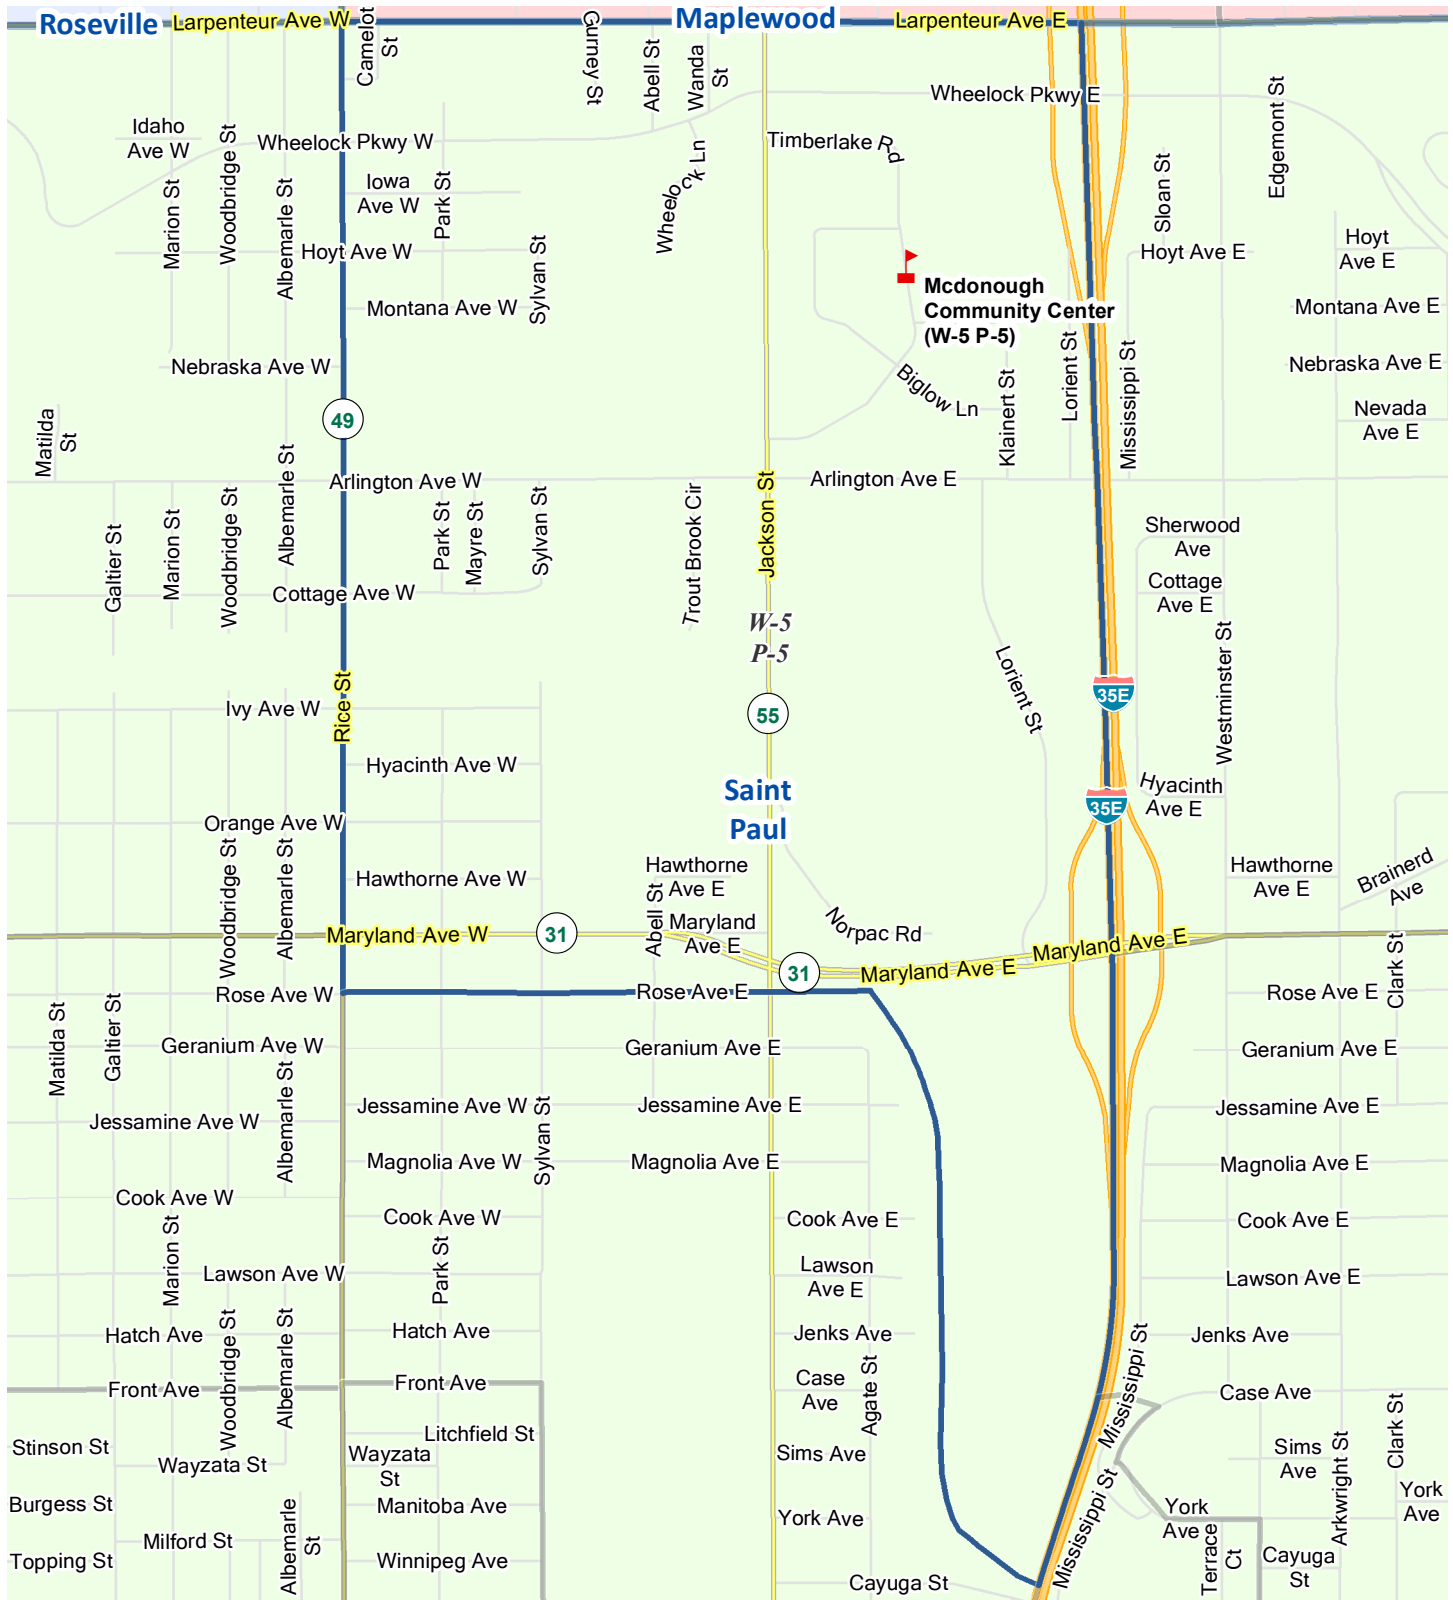 Roseville
Larpenteur Ave W
Maplewood
Larpenteur Ave E
Camelot
St
Gurney St
Abell St
Wanda
St
Wheelock Pkwy E
Idaho
Ave W
Wheelock Pkwy W
Timberlake Rd
Edgemont St
Marion St
Woodbridge St
Albemarle St
Iowa
Ave W
Park St
Wheelock Ln
Sloan St
Hoyt Ave W
Sylvan St
Hoyt Ave E
Hoyt
Ave E
Mcdonough
Community Center
(W-5 P-5)
Montana Ave W
Montana Ave E
Nebraska Ave W
Biglow Ln
Klainert St
Lorient St
Mississippi St
Nebraska Ave E
Nevada
Ave E
49
Matilda
St
Albemarle St
Arlington Ave W
Jackson St
Arlington Ave E
Galtier St
Marion St
Woodbridge St
Park St
Mayre St
Sylvan St
Trout Brook Cir
Sherwood
Ave
Cottage Ave W
Cottage
Ave E
W-5
P-5
Westminster St
Lorient St
Rice St
Ivy Ave W
55
35E
Hyacinth Ave W
Saint
Paul
Hyacinth
Ave E
35E
Orange Ave W
Woodbridge St
Albemarle St
Hawthorne Ave W
Hawthorne
Ave E
Hawthorne
Ave E
Brainerd
Ave
Maryland Ave W
31
Abell St
Maryland
Ave E
Norpac Rd
31
Maryland Ave E
Maryland Ave E
Clark St
Rose Ave W
Rose Ave E
Rose Ave E
Matilda St
Galtier St
Geranium Ave W
Geranium Ave E
Geranium Ave E
Albemarle St
Jessamine Ave W
Jessamine Ave W
Sylvan St
Jessamine Ave E
Jessamine Ave E
Magnolia Ave W
Magnolia Ave E
Magnolia Ave E
Cook Ave W
Cook Ave W
Cook Ave E
Cook Ave E
Marion St
Park St
Lawson Ave W
Lawson
Ave E
Lawson Ave E
Hatch Ave
Woodbridge St
Albemarle St
Hatch Ave
Jenks Ave
Mississippi St
Jenks Ave
Front Ave
Front Ave
Case
Ave
Agate St
Case Ave
Stinson St
Litchfield St
Wayzata St
Wayzata
St
Sims Ave
Sims
Ave
Arkwright St
Clark St
Burgess St
Manitoba Ave
York Ave
Mississippi St
York
Ave
York
Ave
Milford St
Albemarle
St
Topping St
Winnipeg Ave
Cayuga St
Terrace
Ct
Cayuga
St